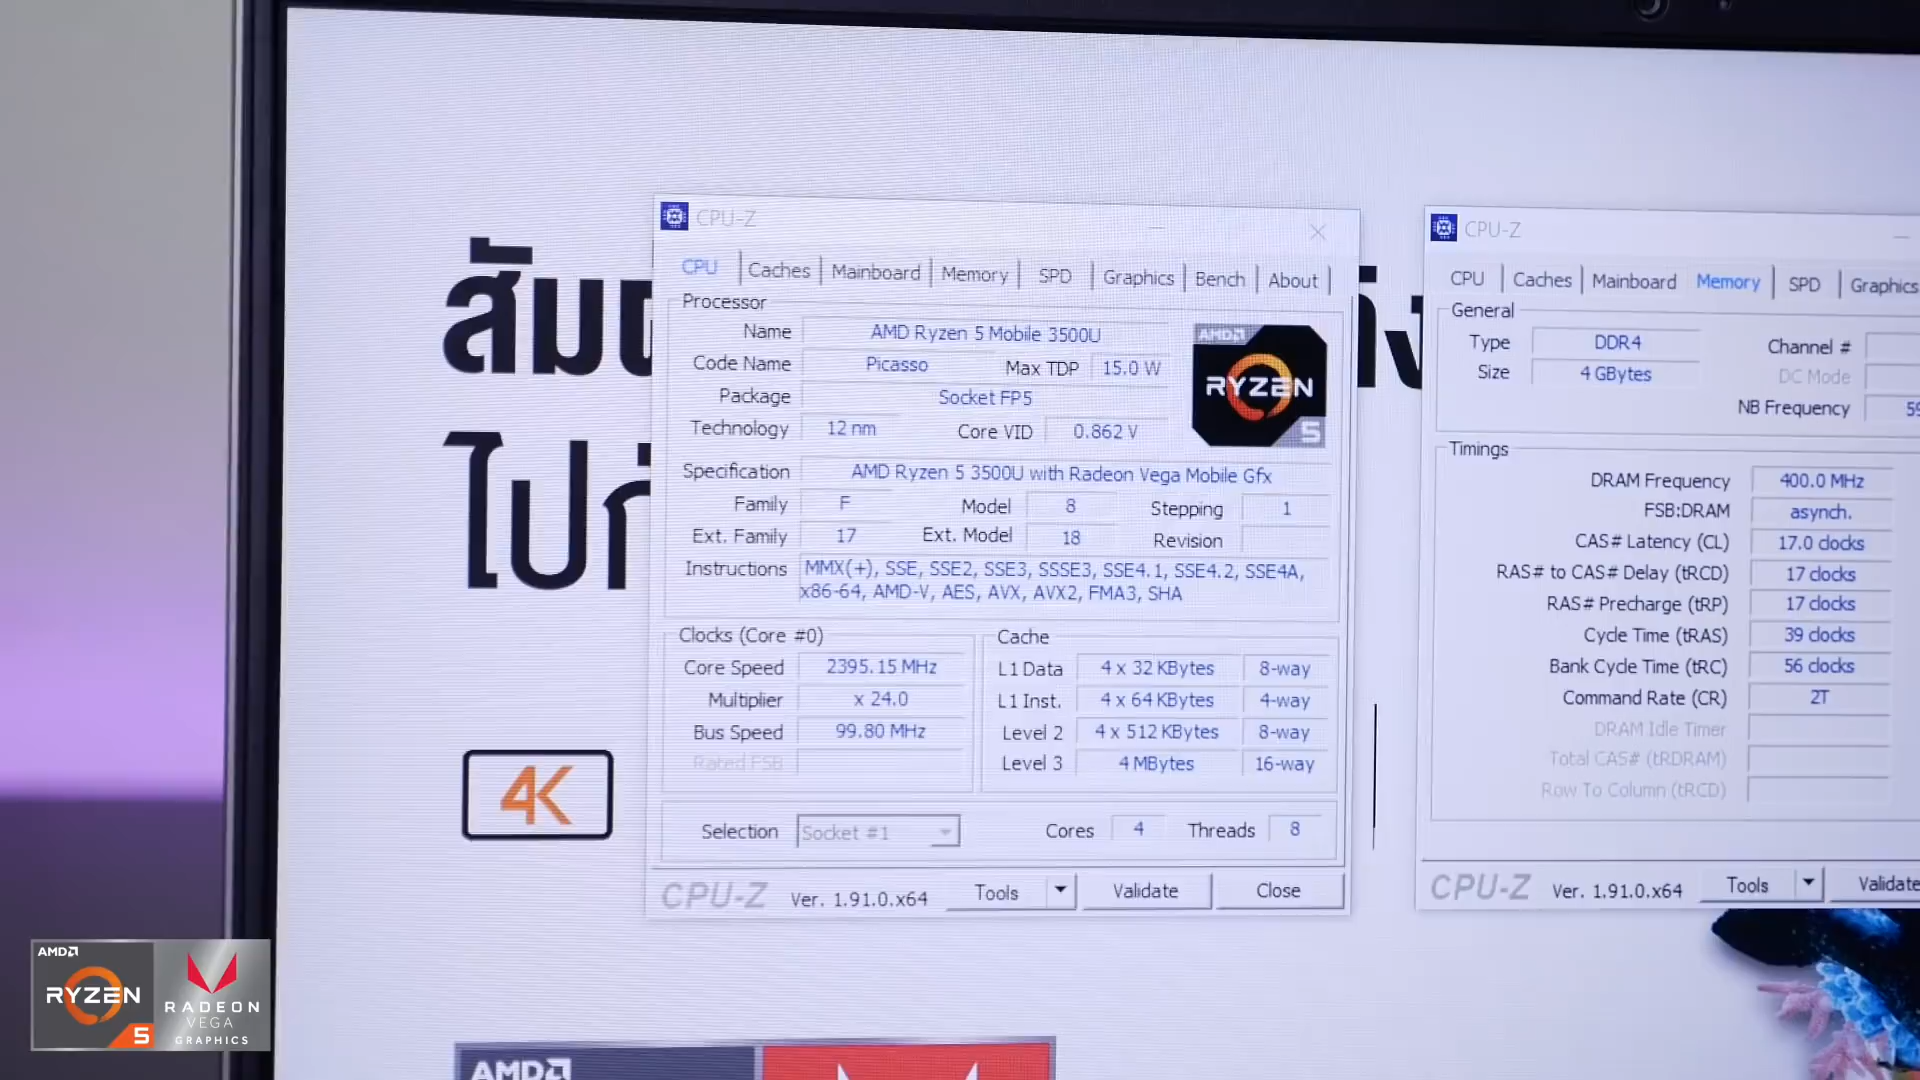 CPU-Z
CPU Caches Mainboard Memory SPD Graphics Bench About
Processor
Name AMD Ryzen 5 Mobile 3500U
Code Name Picasso Max TDP 15.0 W
Package Socket FP5
Technology 12 nm Core VID 0.862 V
Specification AMD Ryzen 5 3500U with Radeon Vega Mobile Gfx
Family F Model 8 Stepping 1
Ext. Family 17 Ext. Model 18 Revision
Instructions MMX(+), SSE, SSE2, SSE3, SSSE3, SSE4.1, SSE4.2, SSE4A,
x86-64, AMD-V, AES, AVX, AVX2, FMA3, SHA
AMD
RYZEN
5
Clocks (Core #0)
Core Speed 2395.15 MHz
Multiplier x 24.0
Bus Speed 99.80 MHz
Rated FSB
Cache
L1 Data 4 x 32 KBytes 8-way
L1 Inst. 4 x 64 KBytes 4-way
Level 2 4 x 512 KBytes 8-way
Level 3 4 MBytes 16-way
Selection Socket #1 Cores 4 Threads 8
CPU-Z Ver. 1.91.0.x64 Tools Validate Close
CPU-Z
CPU Caches Mainboard Memory SPD Graphics
General
Type DDR4 Channel #
Size 4 GBytes DC Mode
NB Frequency
Timings
DRAM Frequency 400.0 MHz
FSB:DRAM asynch.
CAS# Latency (CL) 17.0 clocks
RAS# to CAS# Delay (tRCD) 17 clocks
RAS# Precharge (tRP) 17 clocks
Cycle Time (tRAS) 39 clocks
Bank Cycle Time (tRC) 56 clocks
Command Rate (CR) 2T
DRAM Idle Timer
Total CAS# (tRDRAM)
Row To Column (tRCD)
CPU-Z Ver. 1.91.0.x64 Tools Validate
4K
AMD
RYZEN
5
RADEON
VEGA
GRAPHICS
AMD